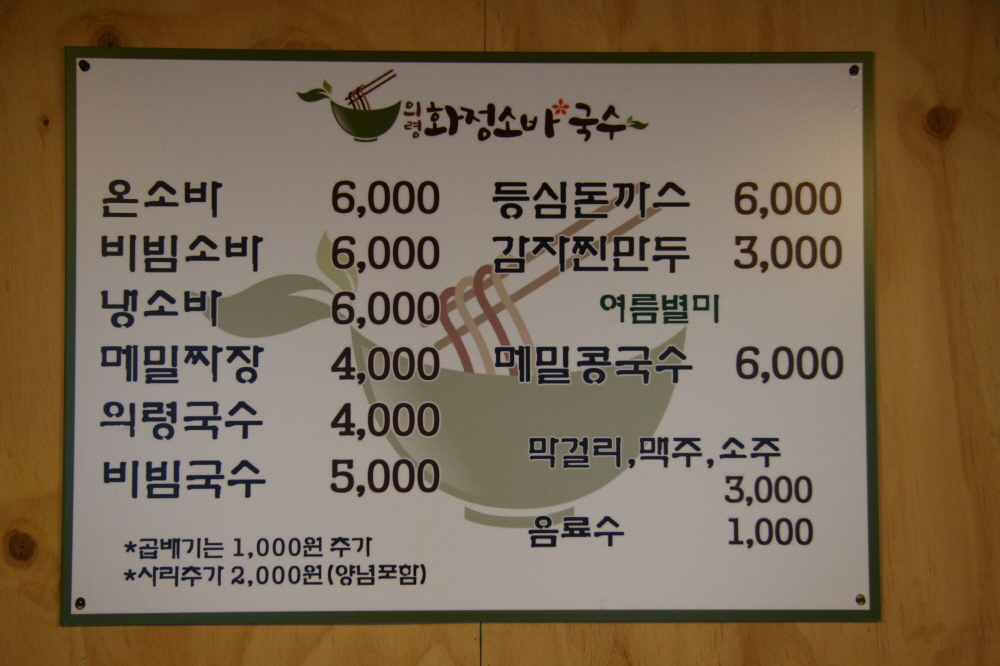 의령 화정소바 국수
온소바 6,000
비빔소바 6,000
냉소바 6,000
메밀짜장 4,000
의령국수 4,000
비빔국수 5,000
*곱배기는 1,000원 추가
*사리추가 2,000원(양념포함)
등심돈까스 6,000
감자찐만두 3,000
여름별미
메밀콩국수 6,000
막걸리,맥주,소주
3,000
음료수 1,000